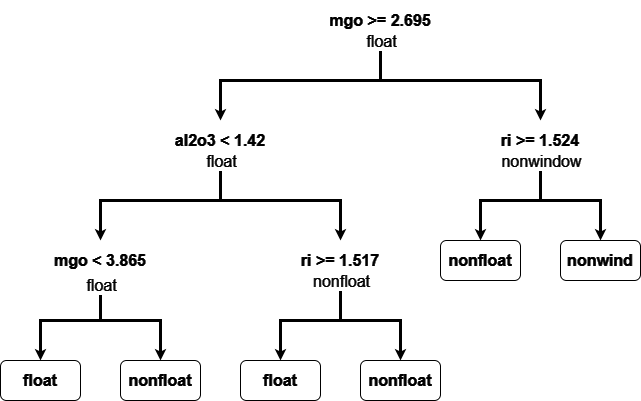 mgo >= 2.695
float
al2o3 < 1.42
float
ri >= 1.524
nonwindow
mgo < 3.865
float
ri >= 1.517
nonfloat
nonfloat
nonwind
float
nonfloat
float
nonfloat